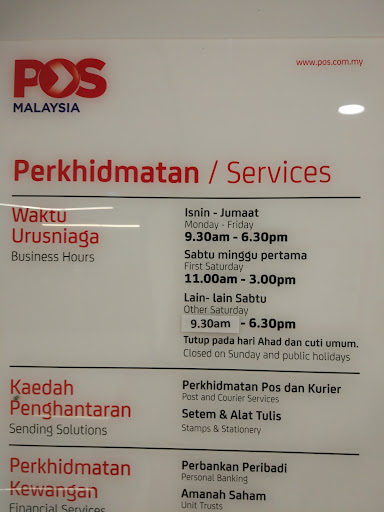 POS
MALAYSIA
www.pos.com.my
Perkhidmatan / Services
Waktu
Urusniaga
Business Hours
Isnin - Jumaat
Monday - Friday
9.30am - 6.30pm
Sabtu minggu pertama
First Saturday
11.00am - 3.00pm
Lain- lain Sabtu
Other Saturday
9.30am - 6.30pm
Tutup pada hari Ahad dan cuti umum.
Closed on Sunday and public holidays
Kaedah
Penghantaran
Sending Solutions
Perkhidmatan Pos dan Kurier
Post and Courier Services
Setem & Alat Tulis
Stamps & Stationery
Perkhidmatan
Kewangan
Financial Services
Perbankan Peribadi
Personal Banking
Amanah Saham
Unit Trusts